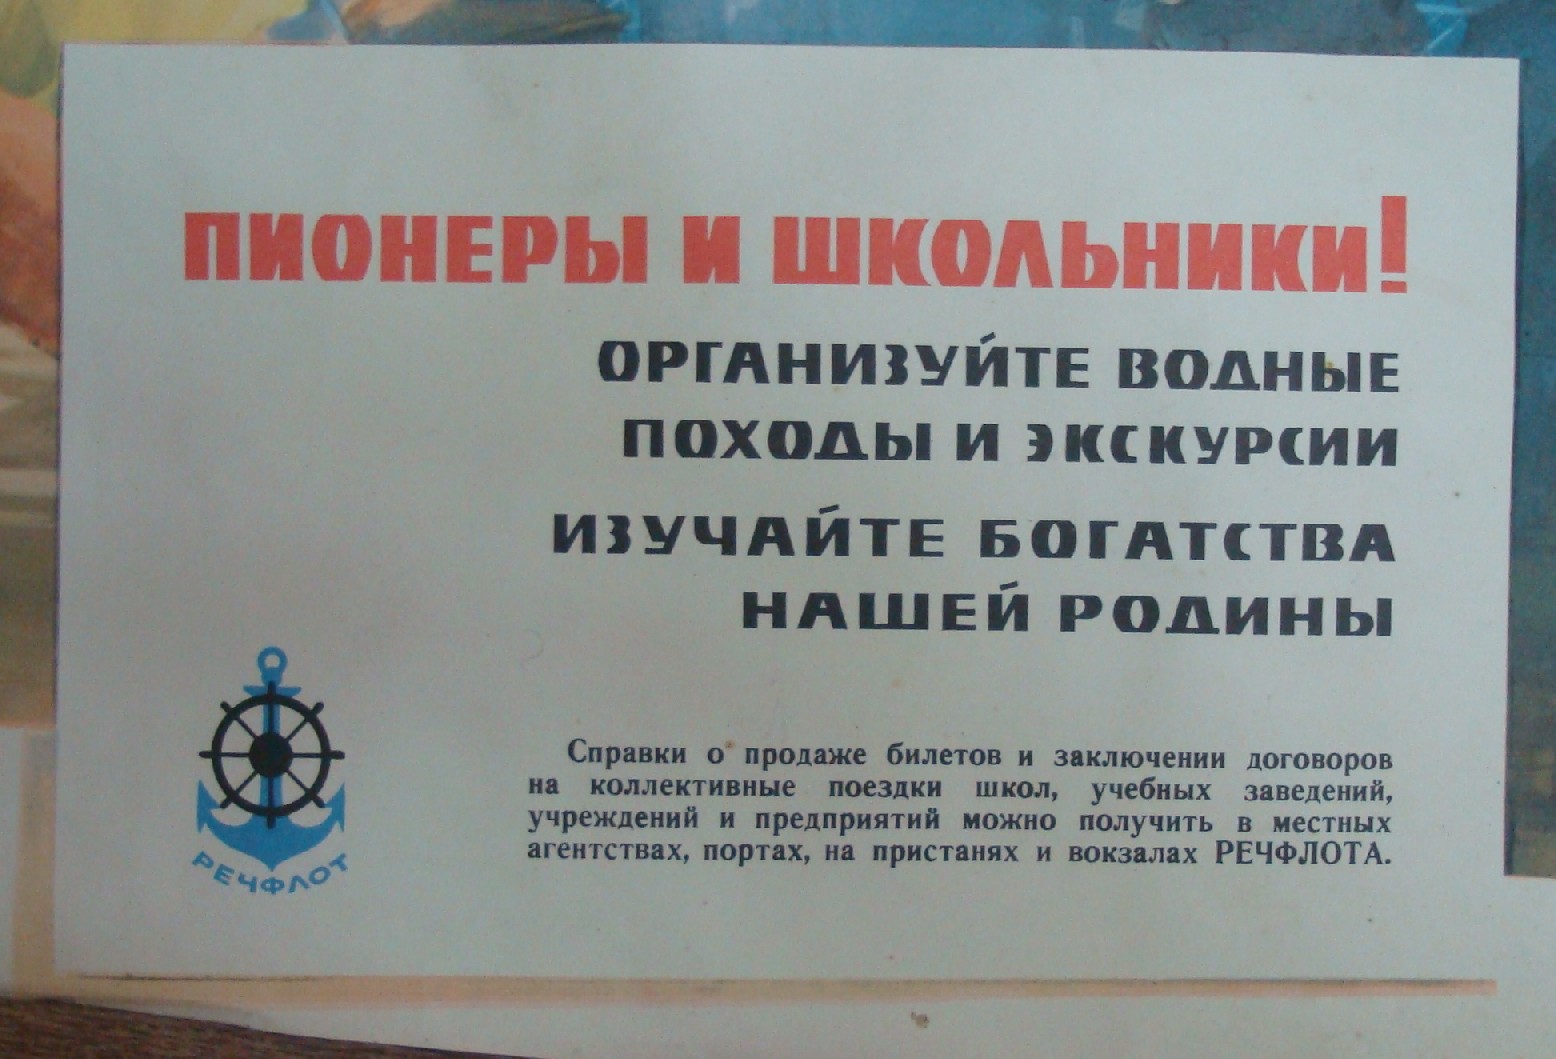 ПИОНЕРЫ И ШКОЛЬНИКИ!
ОРГАНИЗУЙТЕ ВОДНЫЕ
ПОХОДЫ И ЭКСКУРСИИ
ИЗУЧАЙТЕ БОГАТСТВА
НАШЕЙ РОДИНЫ
РЕЧФЛОТ
Справки о продаже билетов и заключении договоров
на коллективные поездки школ, учебных заведений,
учреждений и предприятий можно получить в местных
агентствах, портах, на пристанях и вокзалах РЕЧФЛОТА.